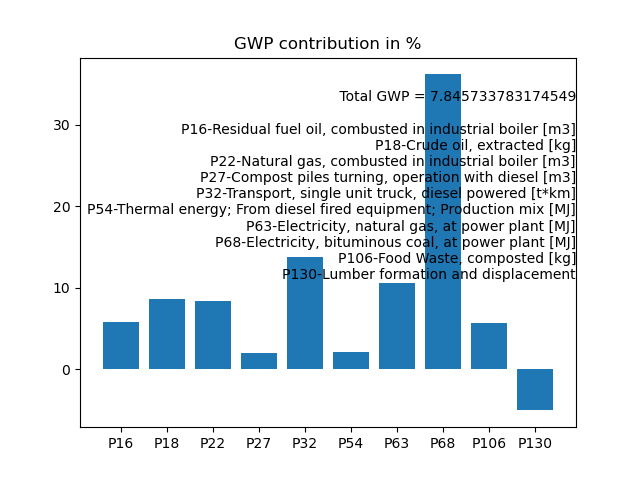 GWP contribution in %
Total GWP = 7.845733783174549
P16-Residual fuel oil, combusted in industrial boiler [m3]
P18-Crude oil, extracted [kg]
P22-Natural gas, combusted in industrial boiler [m3]
P27-Compost piles turning, operation with diesel [m3]
P32-Transport, single unit truck, diesel powered [t*km]
P54-Thermal energy; From diesel fired equipment; Production mix [MJ]
P63-Electricity, natural gas, at power plant [MJ]
P68-Electricity, bituminous coal, at power plant [MJ]
P106-Food Waste, composted [kg]
P130-Lumber formation and displacement
30
20
10
0
P16 P18 P22 P27 P32 P54 P63 P68 P106 P130